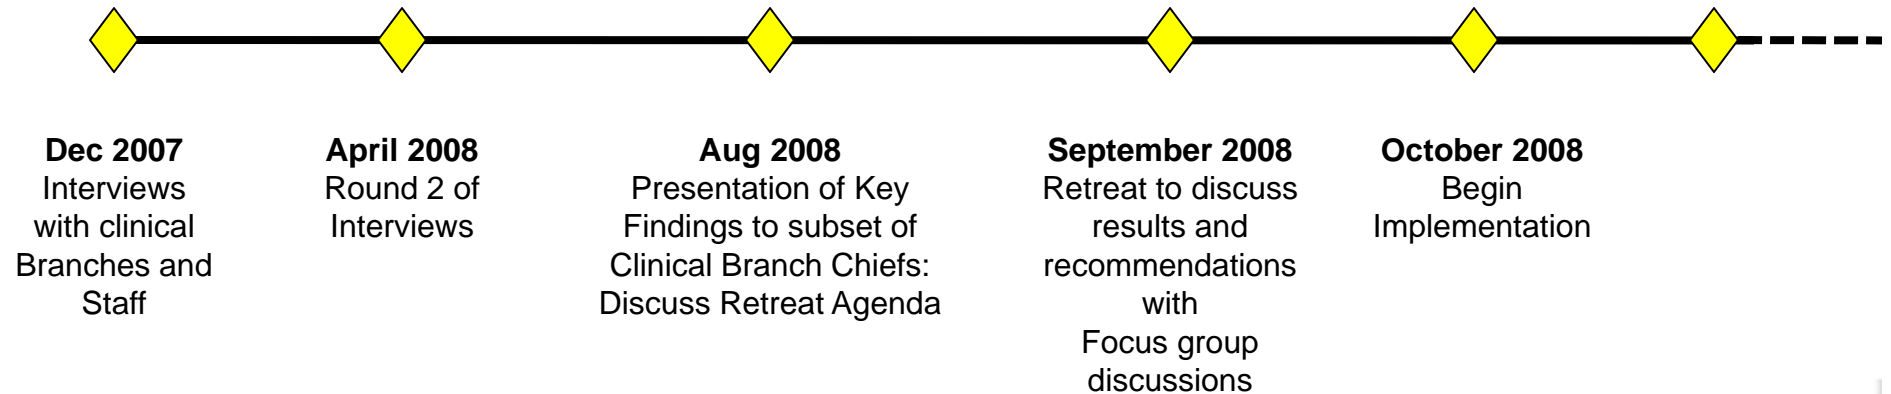 Dec 2007
Interviews
with clinical
Branches and
Staff
April 2008
Round 2 of
Interviews
Aug 2008
Presentation of Key
Findings to subset of
Clinical Branch Chiefs:
Discuss Retreat Agenda
September 2008
Retreat to discuss
results and
recommendations
with
Focus group
discussions
October 2008
Begin
Implementation